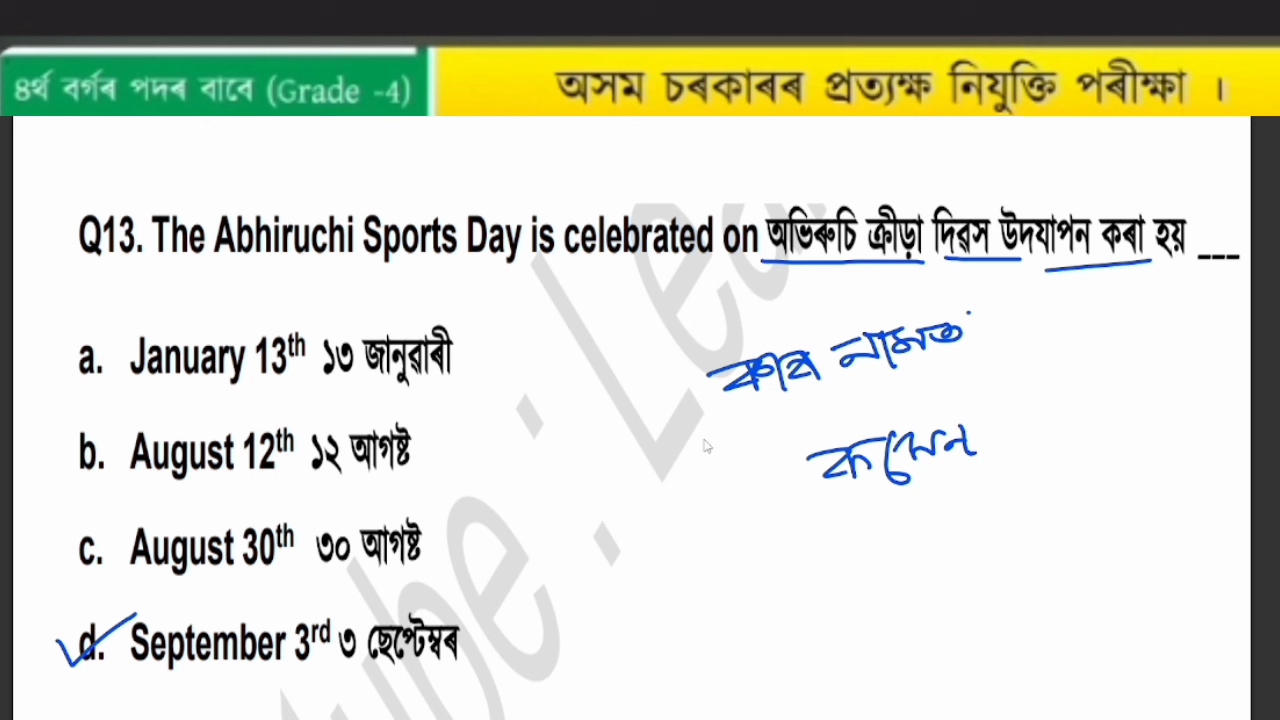 ৪ৰ্থ বৰ্গৰ পদৰ বাবে (Grade -4)
অসম চৰকাৰৰ প্ৰত্যক্ষ নিযুক্তি পৰীক্ষা ।
Q13. The Abhiruchi Sports Day is celebrated on অভিৰুচি ক্ৰীড়া দিৱস উদযাপন কৰা হয় ___
a. January 13th ১৩ জানুৱাৰী
কাৰ নামত
b. August 12th ১২ আগষ্ট
c. August 30th ৩০ আগষ্ট
d. September 3rd ৩ ছেপ্টেম্বৰ